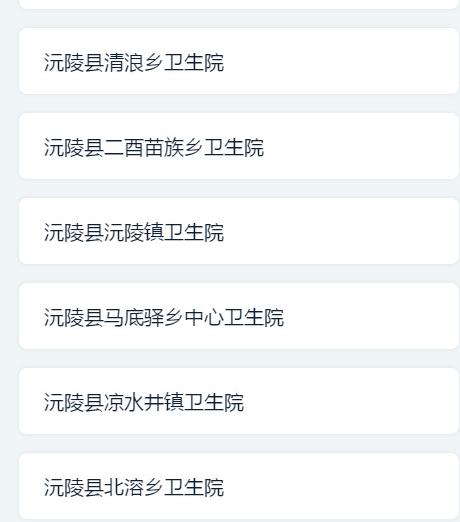 沅陵县清浪乡卫生院
沅陵县二酉苗族乡卫生院
沅陵县沅陵镇卫生院
沅陵县马底驿乡中心卫生院
沅陵县凉水井镇卫生院
沅陵县北溶乡卫生院